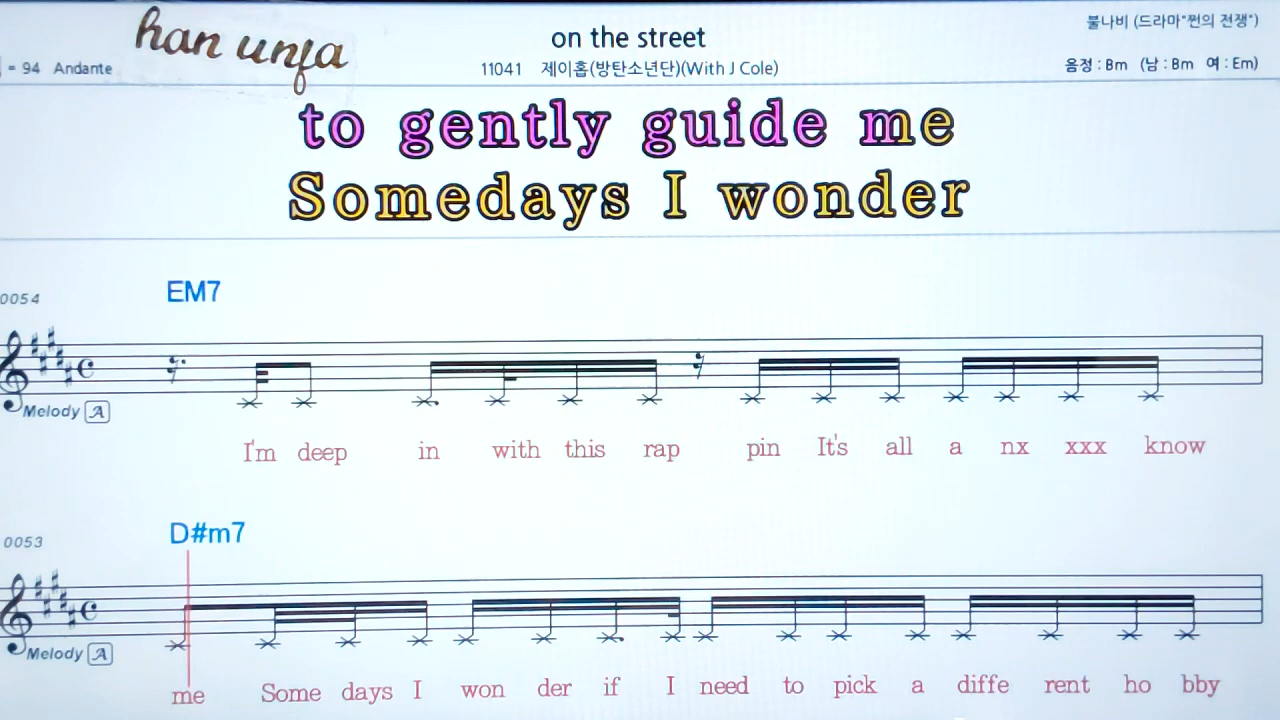 han unja
on the street
불나비 (드라마"쩐의 전쟁")
= 94 Andante
11041 제이홉(방탄소년단)(With J Cole)
음정 : Bm (남 : Bm 여 : Em)
to gently guide me
Somedays I wonder
0054
EM7
Melody A
I'm deep in with this rap pin It's all a nx xxx know
0053
D#m7
Melody A
me Some days I won der if I need to pick a diffe rent ho bby